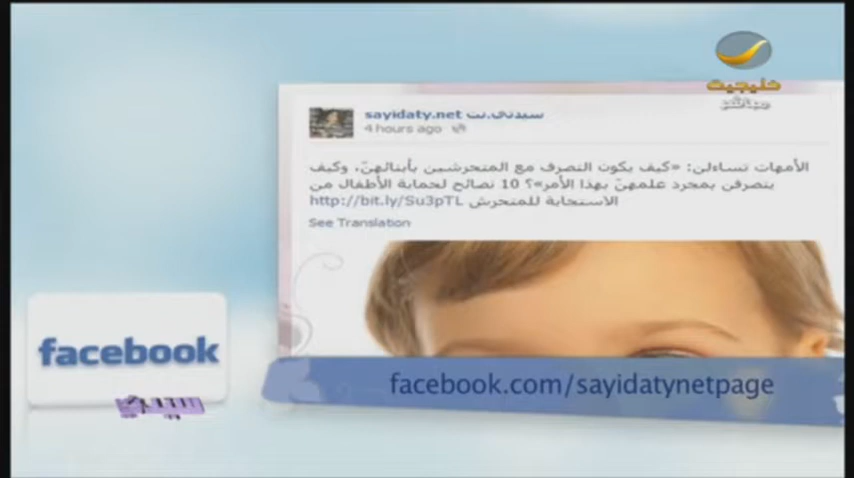 خليجية
مباشر
sayidaty.net سيدتي.نت
4 hours ago
الأمهات تساءلن: «كيف يكون التصرف مع المتحرشين بأبنائهنّ، وكيف
يتصرفن بمجرد علمهنّ بهذا الأمر»؟ 10 نصائح لحماية الأطفال من
الاستجابة للمتحرش http://bit.ly/Su3pTL
See Translation
facebook
سيدتي
facebook.com/sayidatynetpage